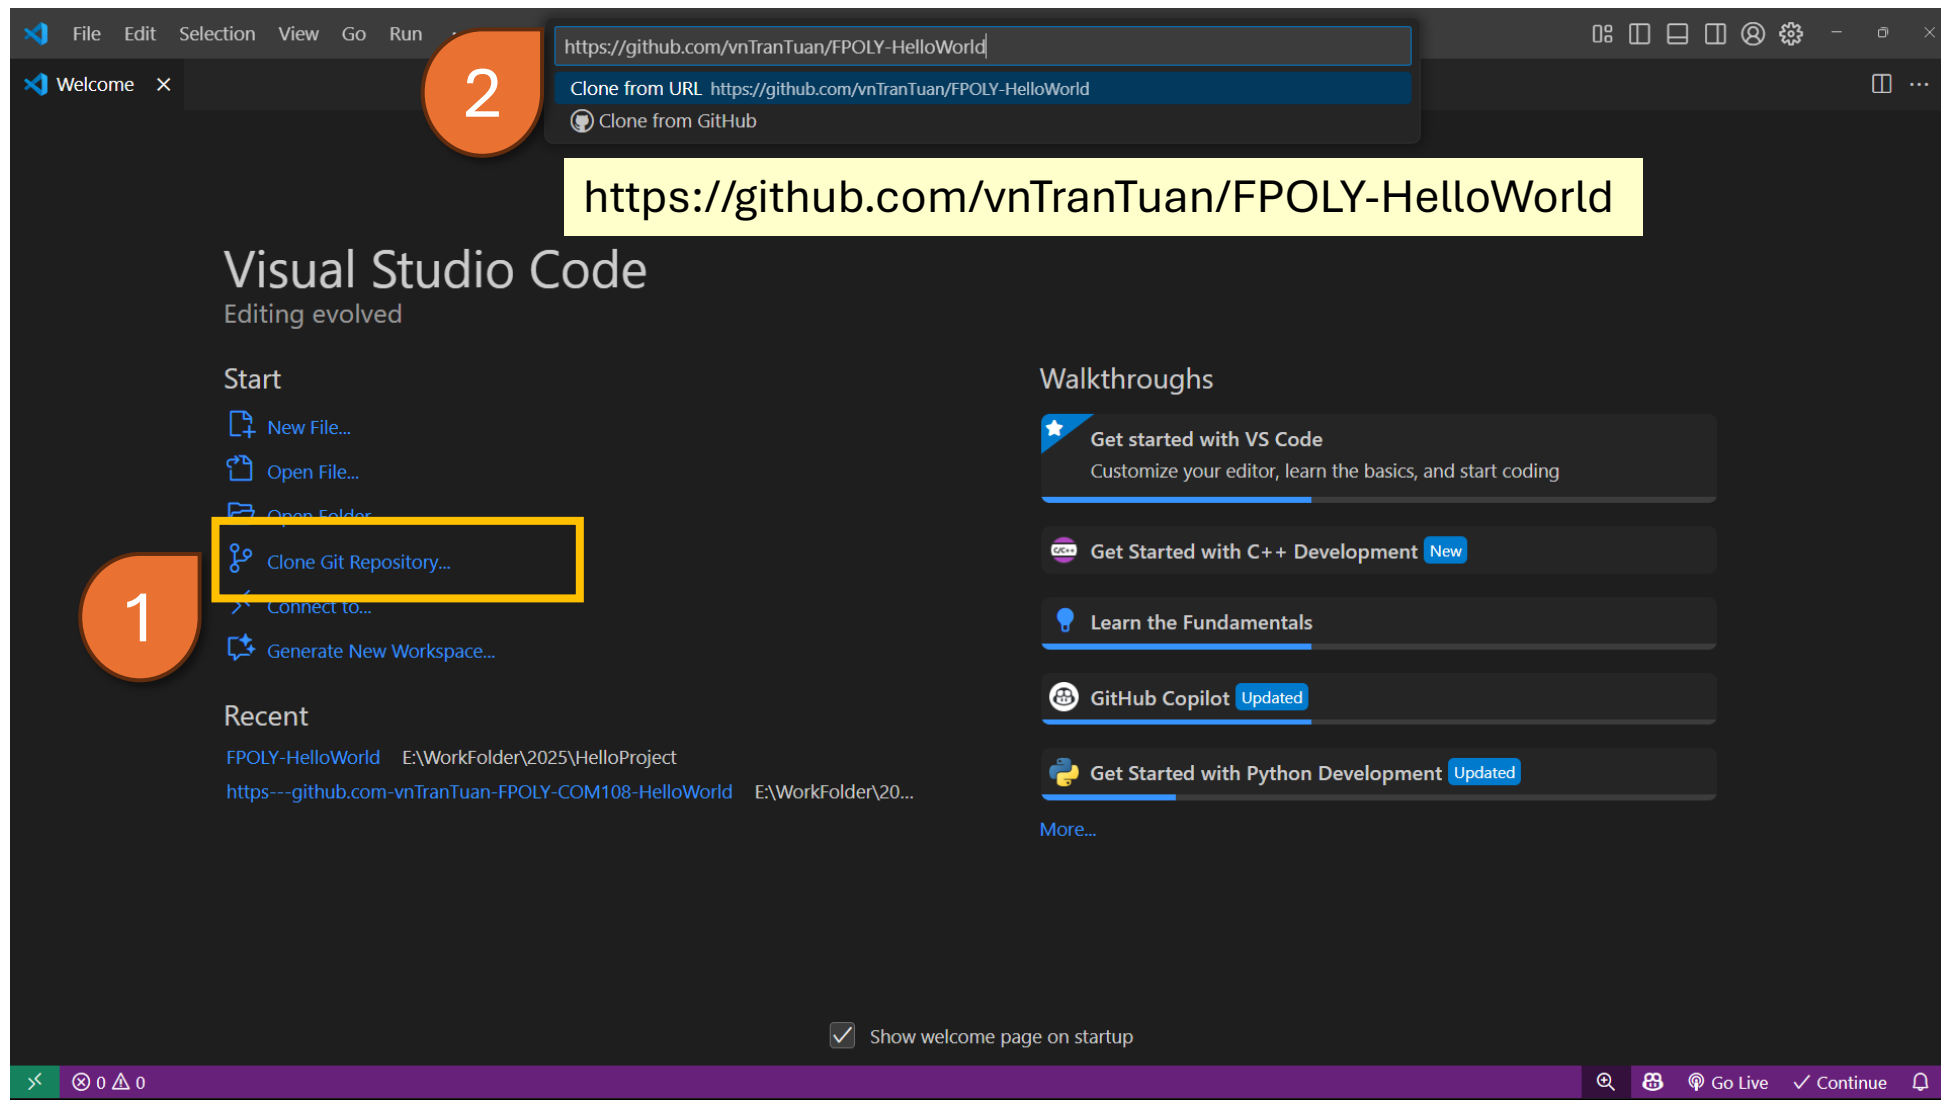 File Edit Selection View Go Run
https://github.com/vnTranTuan/FPOLY-HelloWorld
Welcome
2
Clone from URL https://github.com/vnTranTuan/FPOLY-HelloWorld
Clone from GitHub
https://github.com/vnTranTuan/FPOLY-HelloWorld
Visual Studio Code
Editing evolved
Start
New File...
Open File...
Open Folder...
Clone Git Repository...
Connect to...
1
Generate New Workspace...
Recent
FPOLY-HelloWorld E:\WorkFolder\2025\HelloProject
https---github.com-vnTranTuan-FPOLY-COM108-HelloWorld E:\WorkFolder\20...
Walkthroughs
Get started with VS Code
Customize your editor, learn the basics, and start coding
C/C++ Get Started with C++ Development New
Learn the Fundamentals
GitHub Copilot Updated
Get Started with Python Development Updated
More...
Show welcome page on startup
0 0
Go Live Continue